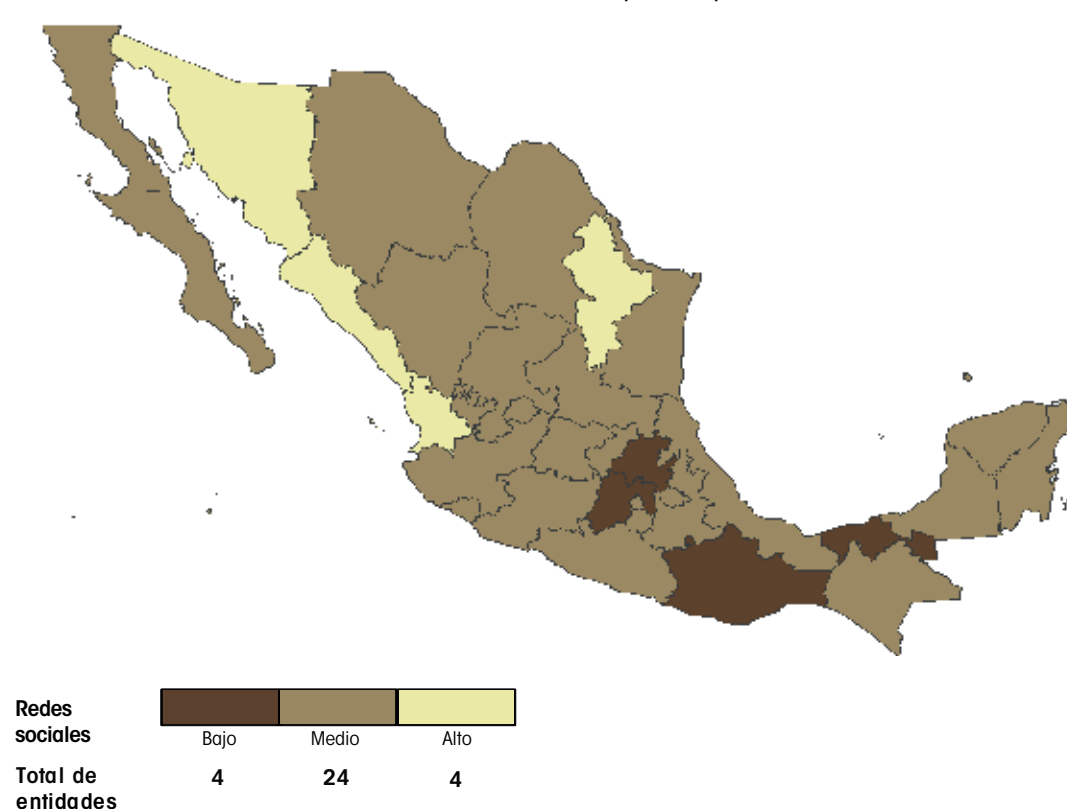 Redes
sociales
Bajo Medio Alto
Total de
entidades
4 24 4